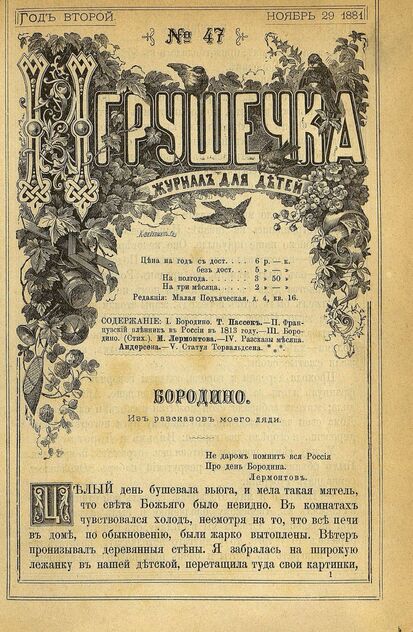 ГОДЪ ВТОРОЙ. НОЯБРЬ 29 1881
№ 47
ИГРУШЕЧКА
ЖУРНАЛЪ ДЛЯ ДѢТЕЙ
Цѣна на годъ съ дост. . . . . 6 р. — к.
безъ дост. . . . 5 » — »
На полгода. . . . . . . . 3 » 50 »
На три мѣсяца. . . . . . 2 » — »
Редакція: Малая Подъяческая, д. 4, кв. 16.
СОДЕРЖАНІЕ: I. Бородино. Т. Пассекъ.—II. Фран-
цузскій плѣнникъ въ Россіи въ 1813 году.—III. Боро-
дино. (Стих.). М. Лермонтова.—IV. Разсказы мѣсяца.
Андерсена.—V. Статуя Торвальдсена. * * *
БОРОДИНО.
Изъ разсказовъ моего дяди.
Не даромъ помнитъ вся Россія
Про день Бородина.
Лермонтовъ.
ЦѢЛЫЙ день бушевала вьюга, и мела такая мятель,
что свѣта Божьяго было невидно. Въ комнатахъ
чувствовался холодъ, несмотря на то, что всѣ печи
въ домѣ, по обыкновенію, были жарко вытоплены. Вѣтеръ
пронизывалъ деревянныя стѣны. Я забралась на широкую
лежанку въ нашей дѣтской, перетащила туда свои картинки,
1